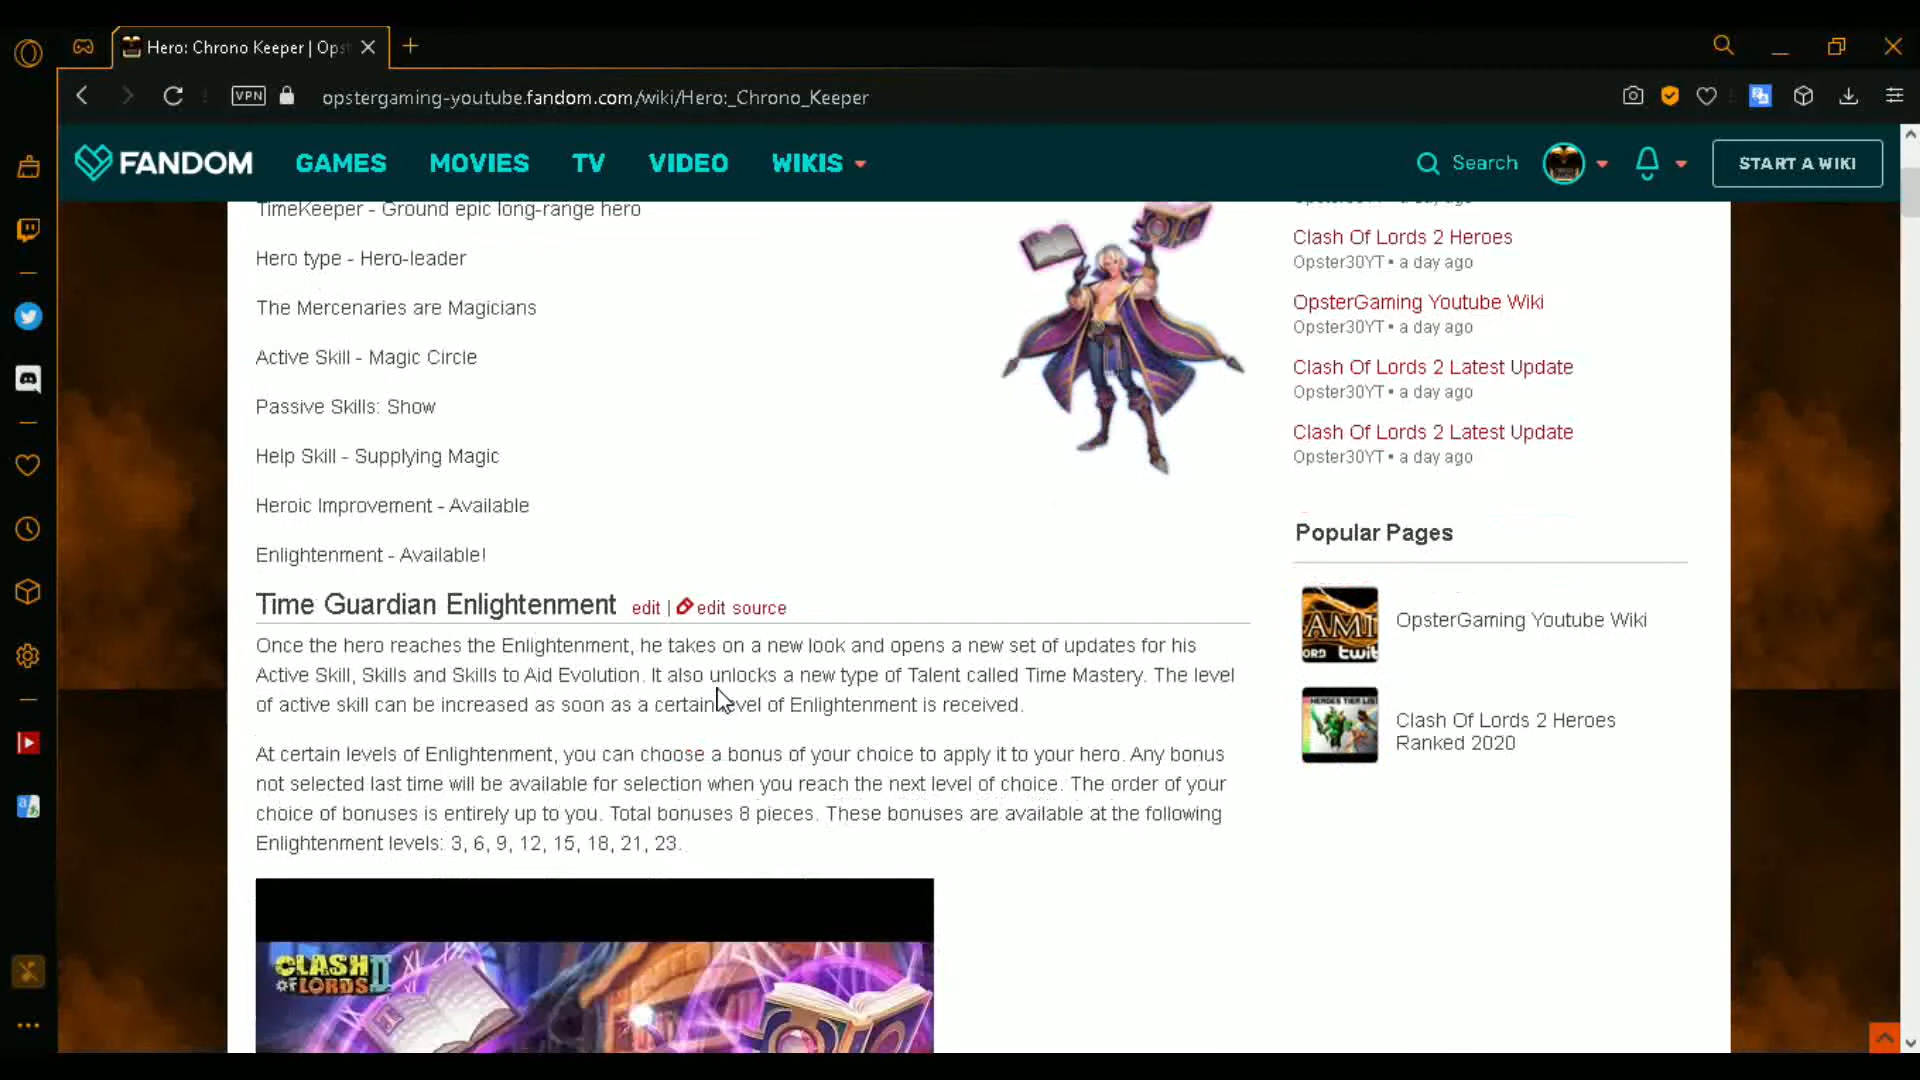 Hero: Chrono Keeper | Ops
VPN
opstergaming-youtube.fandom.com/wiki/Hero:_Chrono_Keeper
FANDOM
GAMES
MOVIES
TV
VIDEO
WIKIS
Search
START A WIKI
TimeKeeper - Ground epic long-range hero
Hero type - Hero-leader
The Mercenaries are Magicians
Active Skill - Magic Circle
Passive Skills: Show
Help Skill - Supplying Magic
Heroic Improvement - Available
Enlightenment - Available!
Time Guardian Enlightenment edit | edit source
Once the hero reaches the Enlightenment, he takes on a new look and opens a new set of updates for his
Active Skill, Skills and Skills to Aid Evolution. It also unlocks a new type of Talent called Time Mastery. The level
of active skill can be increased as soon as a certain level of Enlightenment is received.
At certain levels of Enlightenment, you can choose a bonus of your choice to apply it to your hero. Any bonus
not selected last time will be available for selection when you reach the next level of choice. The order of your
choice of bonuses is entirely up to you. Total bonuses 8 pieces. These bonuses are available at the following
Enlightenment levels: 3, 6, 9, 12, 15, 18, 21, 23.
CLASH
OF LORDS II
Opster30YT • a day ago
Clash Of Lords 2 Heroes
Opster30YT • a day ago
OpsterGaming Youtube Wiki
Opster30YT • a day ago
Clash Of Lords 2 Latest Update
Opster30YT • a day ago
Clash Of Lords 2 Latest Update
Opster30YT • a day ago
Popular Pages
AMI
ORD twit
OpsterGaming Youtube Wiki
HEROES TIER LIS
Clash Of Lords 2 Heroes
Ranked 2020